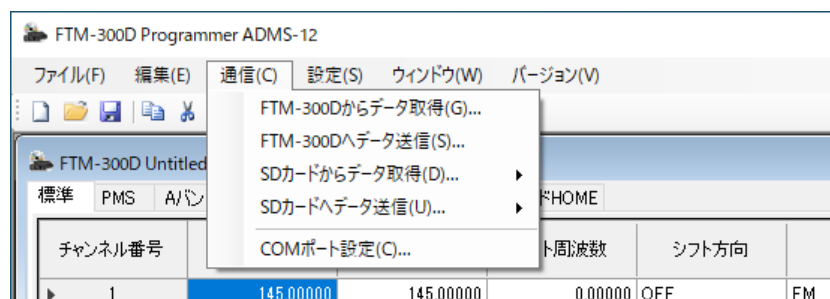 FTM-300D Programmer ADMS-12
ファイル(F) 編集(E) 通信(C) 設定(S) ウィンドウ(W) バージョン(V)
FTM-300Dからデータ取得(G)...
FTM-300Dへデータ送信(S)...
SDカードからデータ取得(D)...
SDカードへデータ送信(U)...
COMポート設定(C)...
FTM-300D Untitled
標準 PMS Aバン HOME
チャンネル番号 ト周波数 シフト方向
1 145.00000 145.00000 0.00000 OFF FM